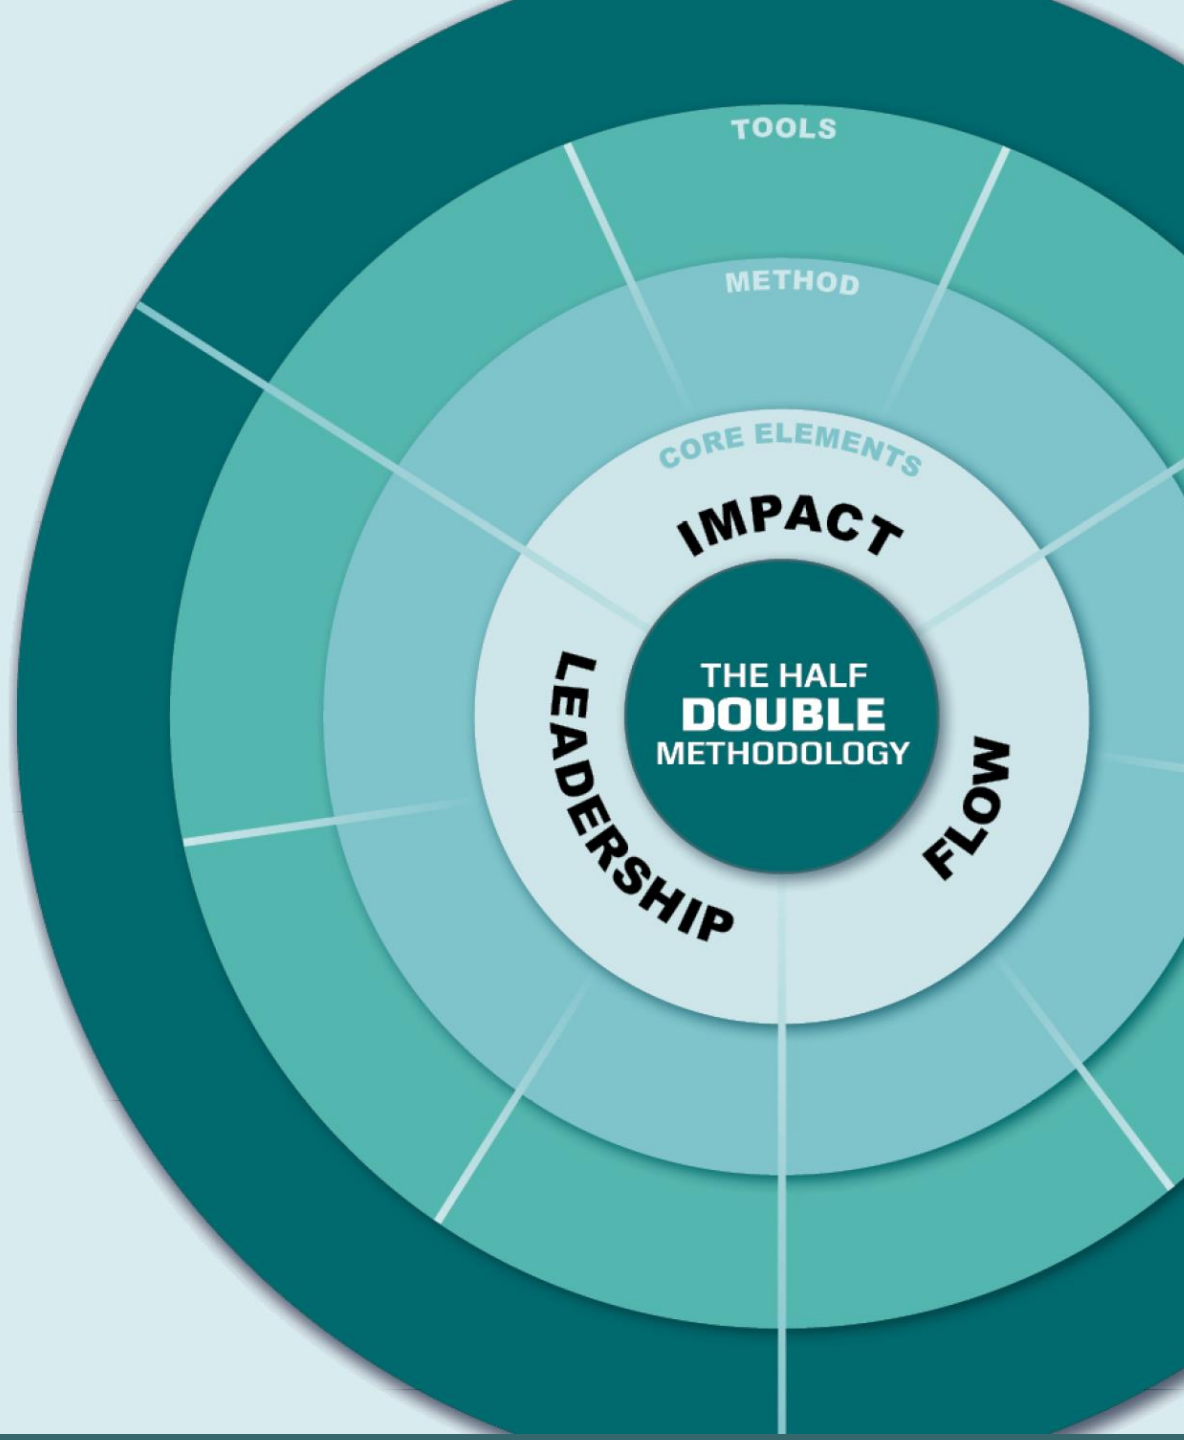 TOOLS
METHOD
CORE ELEMENTS
IMPACT
THE HALF
DOUBLE
METHODOLOGY
LEADERSHIP
FLOW